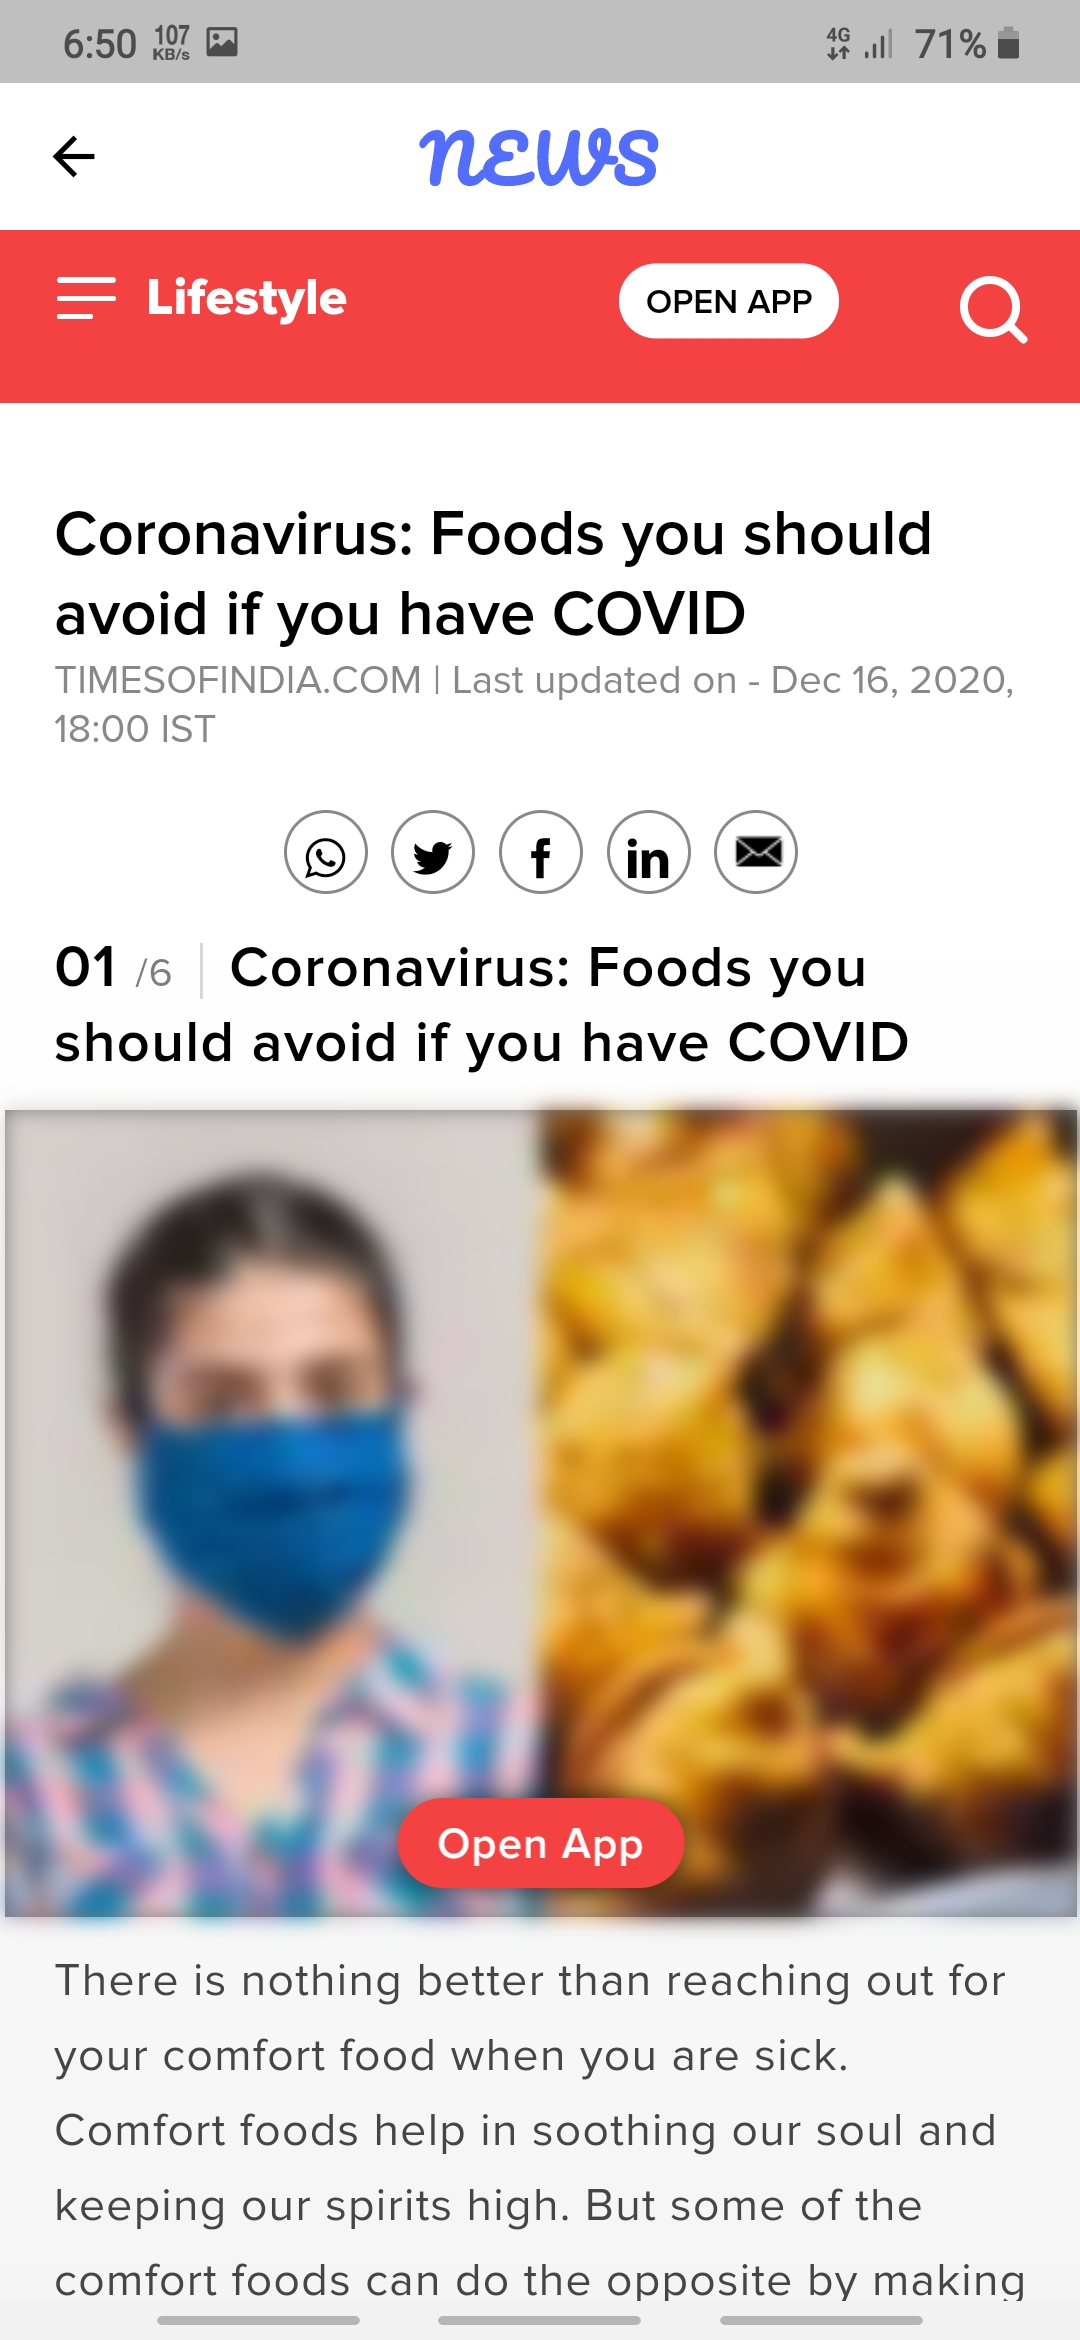 6:50 107 KB/s 4G 71%
NEWS
Lifestyle OPEN APP
Coronavirus: Foods you should
avoid if you have COVID
TIMESOFINDIA.COM | Last updated on - Dec 16, 2020,
18:00 IST
01 /6 | Coronavirus: Foods you
should avoid if you have COVID
Open App
There is nothing better than reaching out for
your comfort food when you are sick.
Comfort foods help in soothing our soul and
keeping our spirits high. But some of the
comfort foods can do the opposite by making